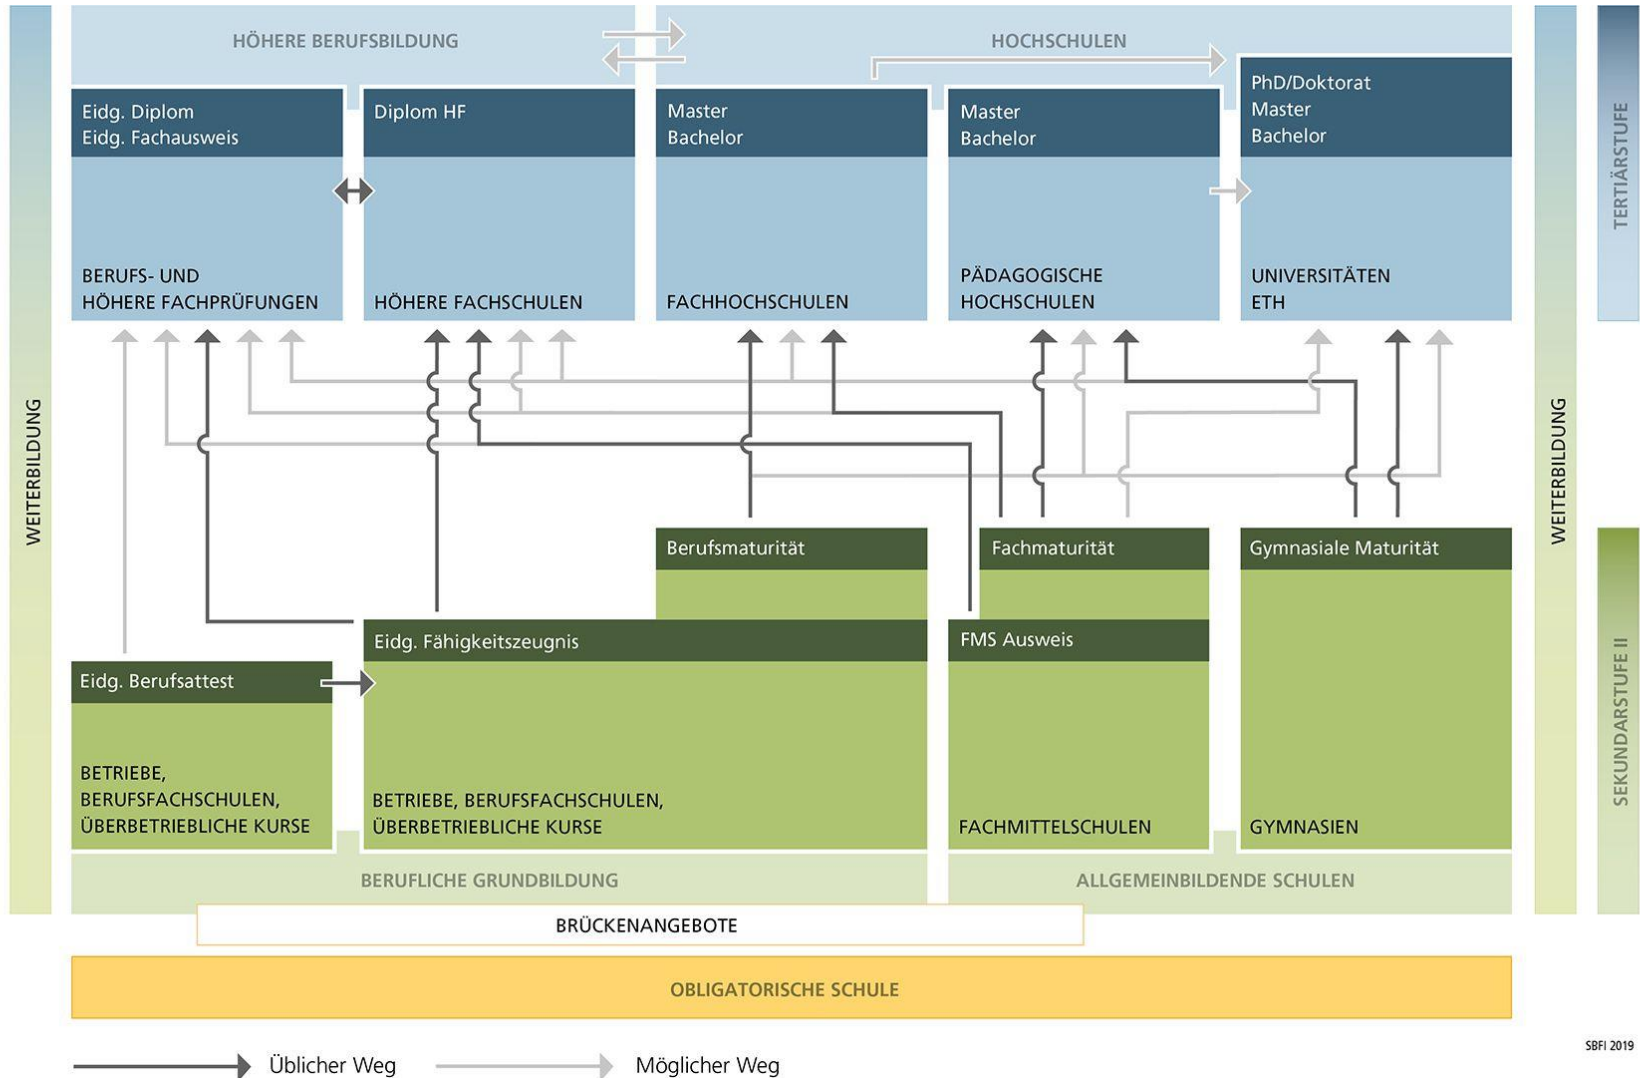 HÖHERE BERUFSBILDUNG
HOCHSCHULEN
Eidg. Diplom
Eidg. Fachausweis
BERUFS- UND
HÖHERE FACHPRÜFUNGEN
Diplom HF
HÖHERE FACHSCHULEN
Master
Bachelor
FACHHOCHSCHULEN
Master
Bachelor
PÄDAGOGISCHE
HOCHSCHULEN
PhD/Doktorat
Master
Bachelor
UNIVERSITÄTEN
ETH
TERTIÄRSTUFE
WEITERBILDUNG
WEITERBILDUNG
Berufsmaturität
Fachmaturität
Gymnasiale Maturität
Eidg. Fähigkeitszeugnis
FMS Ausweis
Eidg. Berufsattest
BETRIEBE,
BERUFSFACHSCHULEN,
ÜBERBETRIEBLICHE KURSE
BETRIEBE, BERUFSFACHSCHULEN,
ÜBERBETRIEBLICHE KURSE
FACHMITTELSCHULEN
GYMNASIEN
SEKUNDARSTUFE II
BERUFLICHE GRUNDBILDUNG
ALLGEMEINBILDENDE SCHULEN
BRÜCKENANGEBOTE
OBLIGATORISCHE SCHULE
Üblicher Weg
Möglicher Weg
SBFI 2019